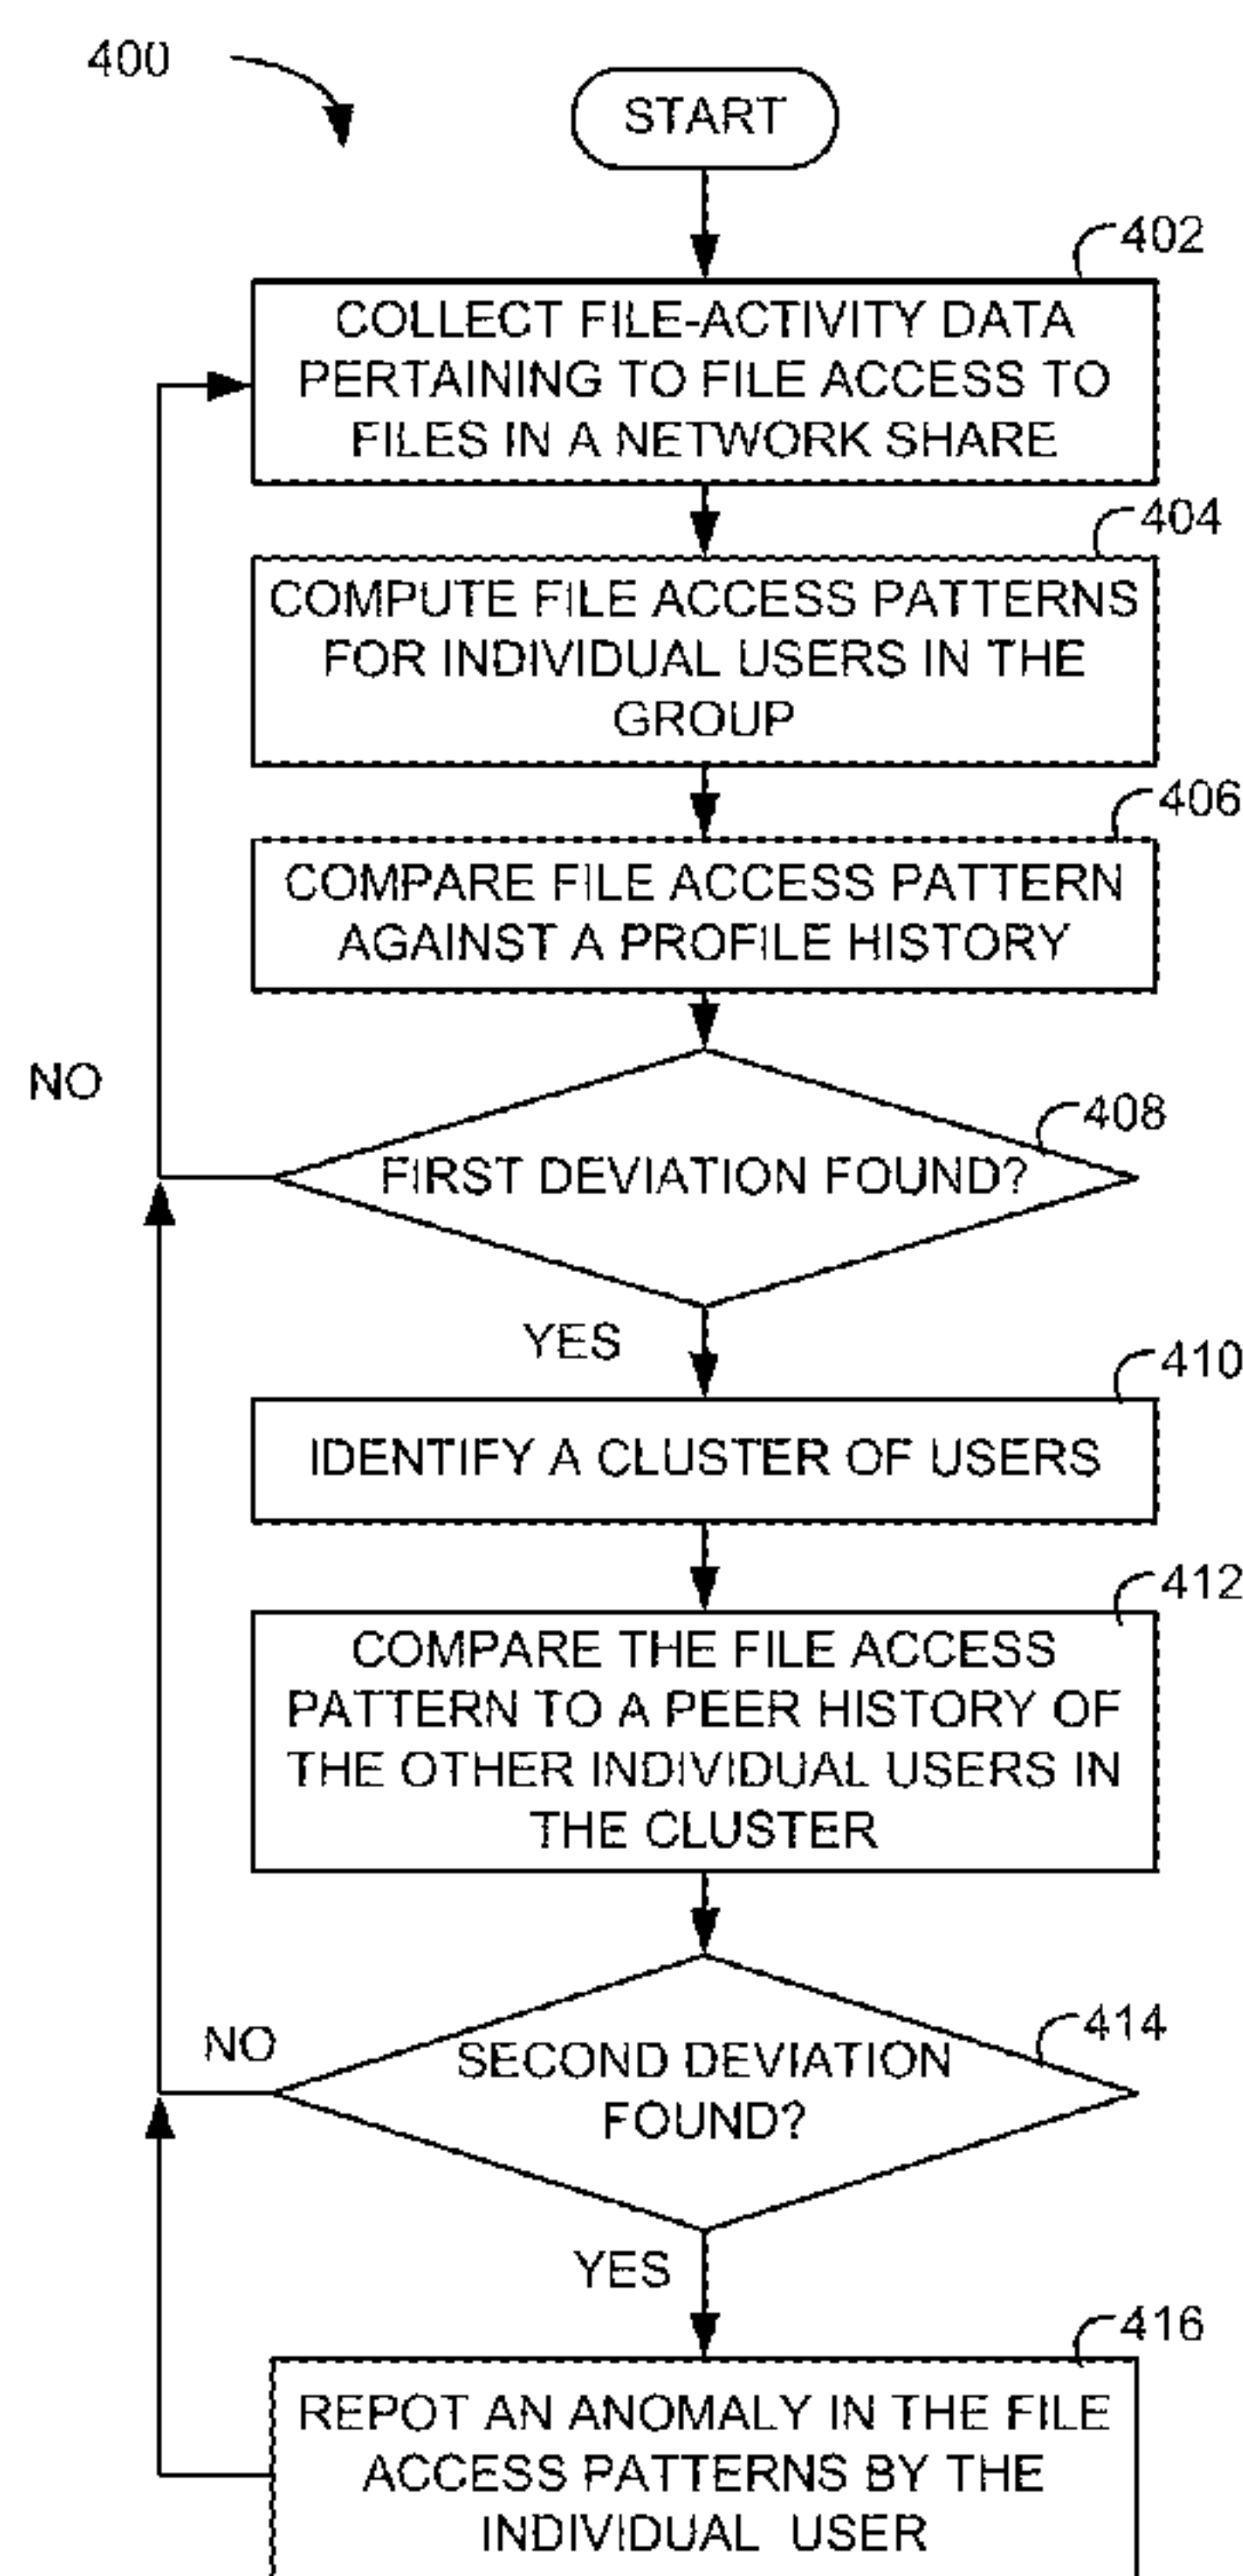 400
START
402
COLLECT FILE-ACTIVITY DATA
PERTAINING TO FILE ACCESS TO
FILES IN A NETWORK SHARE
404
COMPUTE FILE ACCESS PATTERNS
FOR INDIVIDUAL USERS IN THE
GROUP
406
COMPARE FILE ACCESS PATTERN
AGAINST A PROFILE HISTORY
NO
408
FIRST DEVIATION FOUND?
YES
410
IDENTIFY A CLUSTER OF USERS
412
COMPARE THE FILE ACCESS
PATTERN TO A PEER HISTORY OF
THE OTHER INDIVIDUAL USERS IN
THE CLUSTER
NO
414
SECOND DEVIATION
FOUND?
YES
416
REPOT AN ANOMALY IN THE FILE
ACCESS PATTERNS BY THE
INDIVIDUAL USER